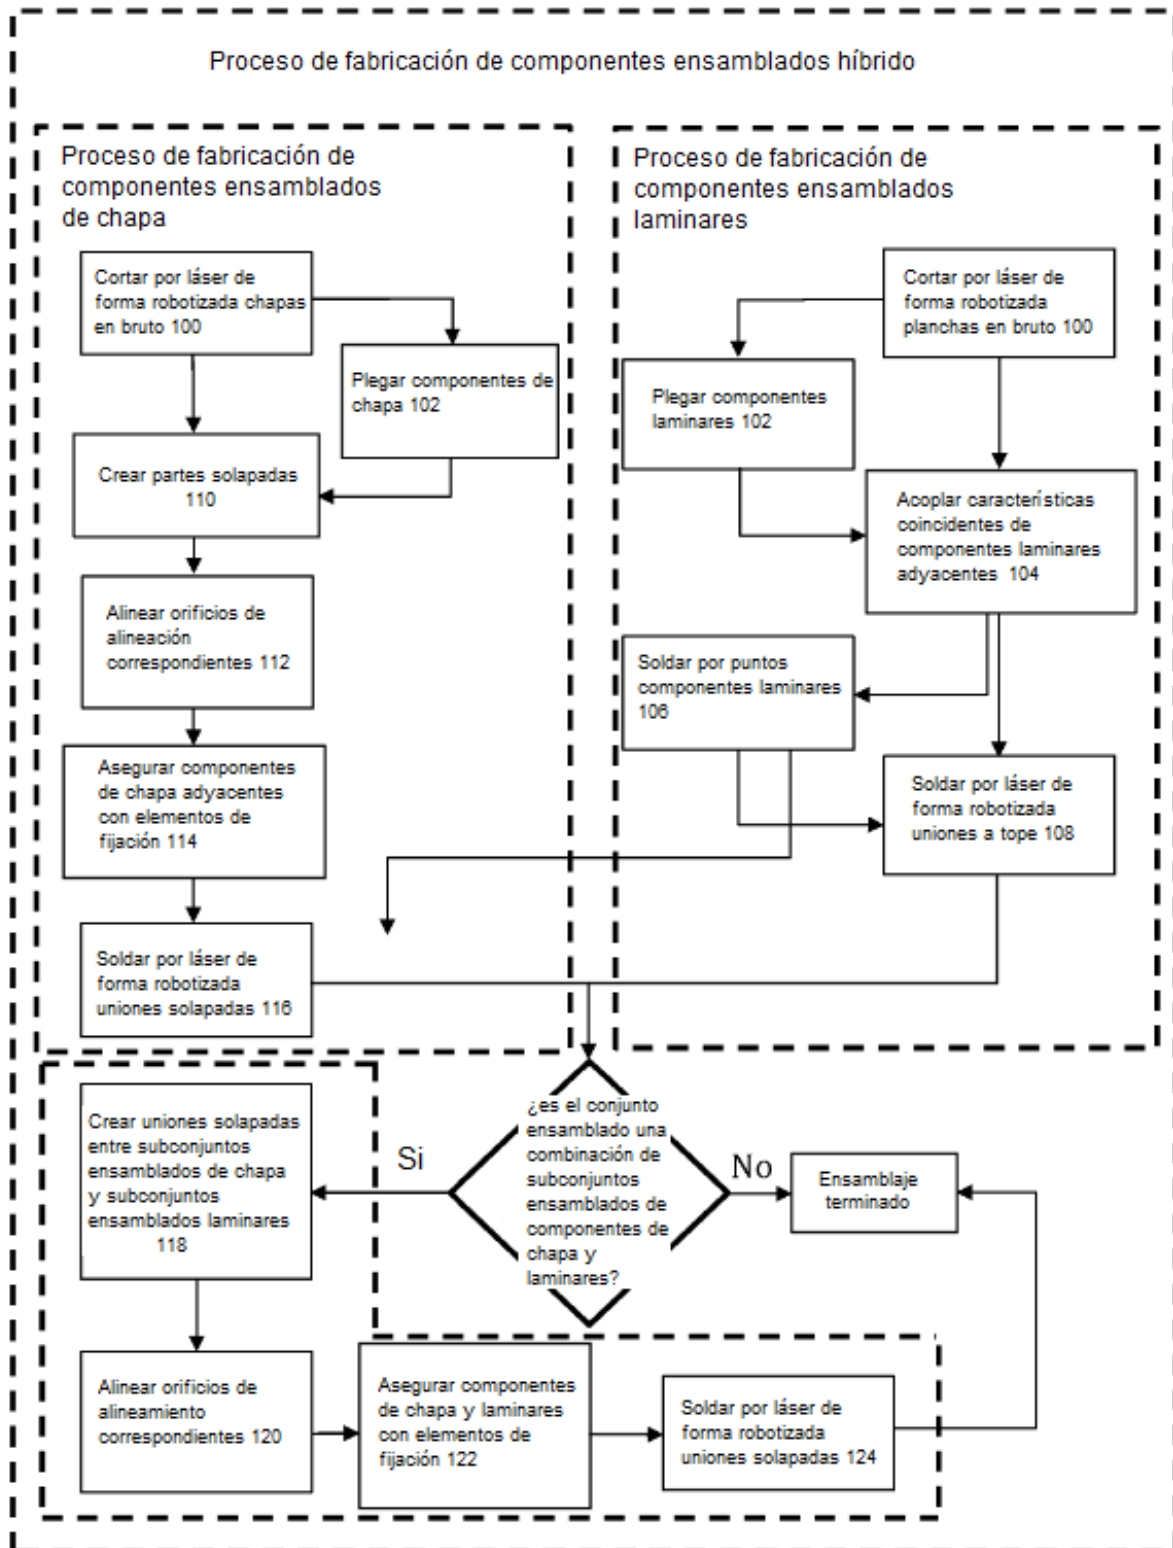 Proceso de fabricación de componentes ensamblados híbrido
Proceso de fabricación de
componentes ensamblados
de chapa
Cortar por láser de
forma robotizada chapas
en bruto 100
Plegar componentes de
chapa 102
Crear partes solapadas
110
Alinear orificios de
alineación
correspondientes 112
Asegurar componentes
de chapa adyacentes
con elementos de
fijación 114
Soldar por láser de
forma robotizada
uniones solapadas 116
Proceso de fabricación de
componentes ensamblados
laminares
Cortar por láser de
forma robotizada
planchas en bruto 100
Plegar componentes
laminares 102
Acoplar características
coincidentes de
componentes laminares
adyacentes 104
Soldar por puntos
componentes laminares
106
Soldar por láser de
forma robotizada
uniones a tope 108
¿es el conjunto
ensamblado una
combinación de
subconjuntos
ensamblados de
componentes de
chapa y
laminares?
Si
No
Ensamblaje
terminado
Crear uniones solapadas
entre subconjuntos
ensamblados de chapa
y subconjuntos
ensamblados laminares
118
Alinear orificios de
alineamiento
correspondientes 120
Asegurar componentes
de chapa y laminares
con elementos de
fijación 122
Soldar por láser de
forma robotizada
uniones solapadas 124